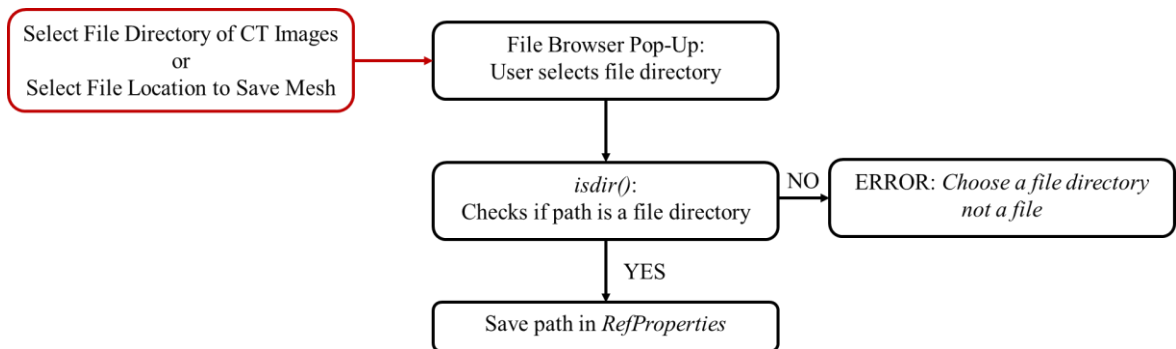 Select File Directory of CT Images
or
Select File Location to Save Mesh
File Browser Pop-Up:
User selects file directory
isdir():
Checks if path is a file directory
NO
ERROR: Choose a file directory
not a file
YES
Save path in RefProperties